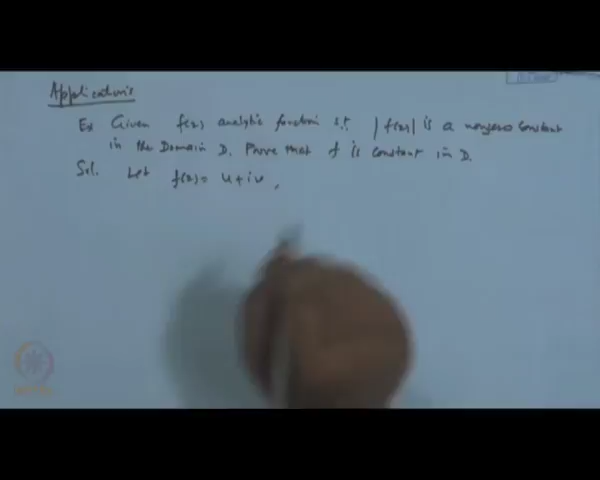 Applications
Ex Given f(z) analytic function s.t. |f(z)| is a nonzero constant
in the Domain D. Prove that f is constant in D.
Sol. Let f(z) = u+iv,